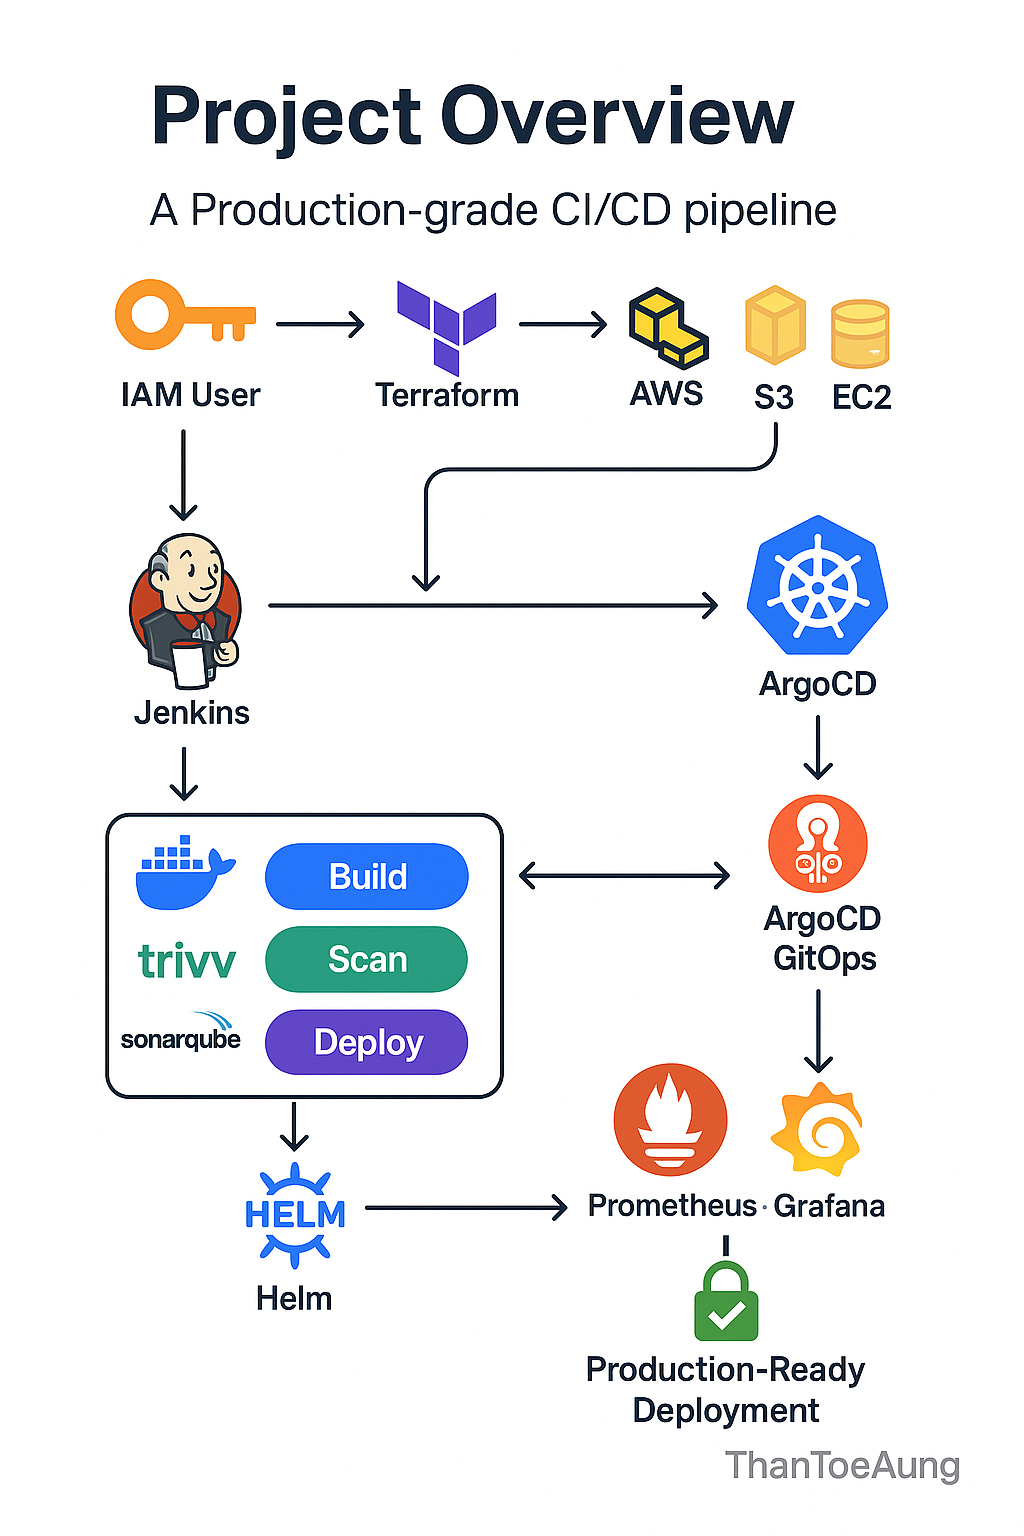 Project Overview
A Production-grade CI/CD pipeline
IAM User
Terraform
AWS
S3
EC2
Jenkins
ArgoCD
Build
trivv
Scan
sonarqube
Deploy
ArgoCD
GitOps
HELM
Helm
Prometheus · Grafana
Production-Ready
Deployment
ThanToeAung